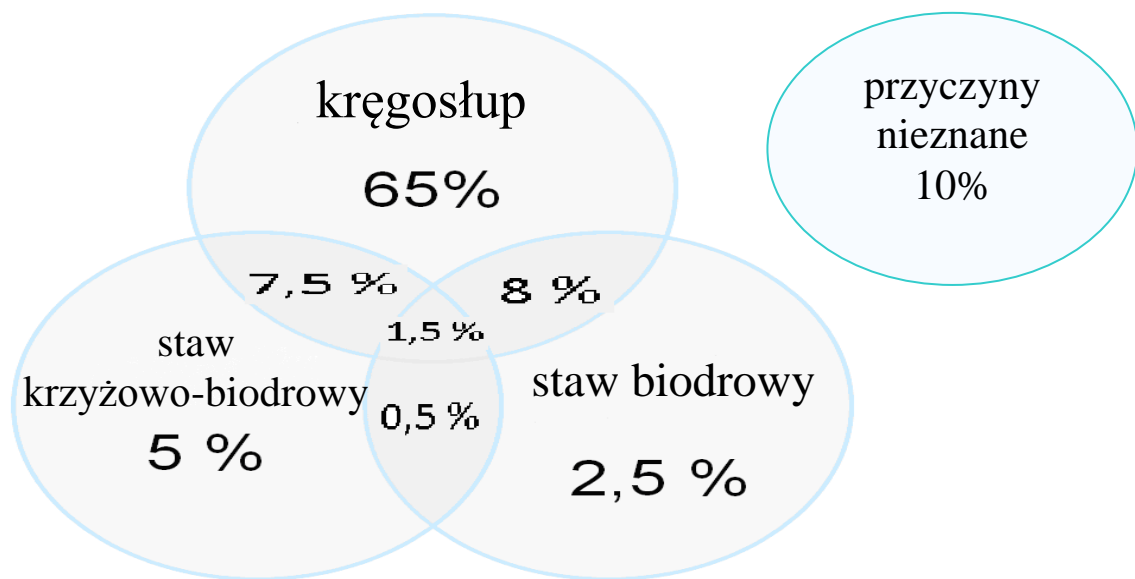 kręgosłup
65%
przyczyny
nieznane
10%
7,5 %
8 %
1,5 %
staw
krzyżowo-biodrowy
5 %
0,5 %
staw biodrowy
2,5 %